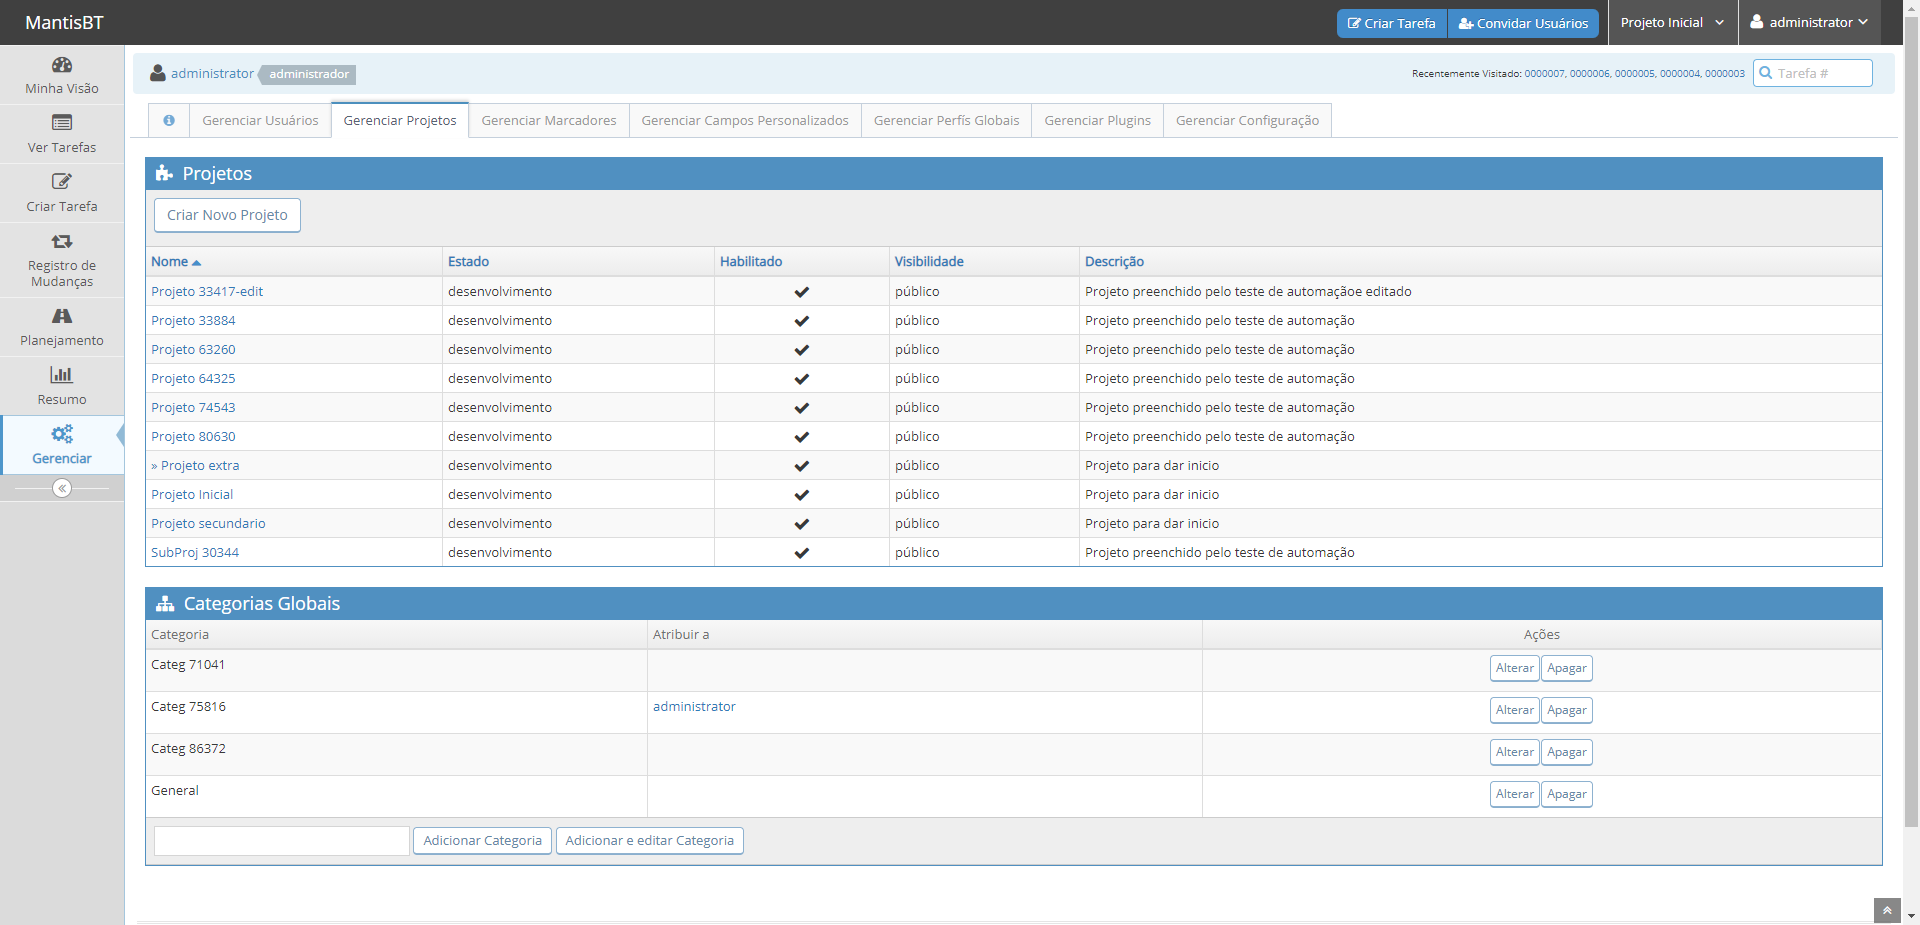 MantisBT
Criar Tarefa
Convidar Usuários
Projeto Inicial
administrator
Minha Visão
Ver Tarefas
Criar Tarefa
Registro de
Mudanças
Planejamento
Resumo
Gerenciar
administrator
administrador
Recentemente Visitado: 0000007, 0000006, 0000005, 0000004, 0000003
Tarefa #
Gerenciar Usuários
Gerenciar Projetos
Gerenciar Marcadores
Gerenciar Campos Personalizados
Gerenciar Perfís Globais
Gerenciar Plugins
Gerenciar Configuração
Projetos
Criar Novo Projeto
Nome Estado Habilitado Visibilidade Descrição
Projeto 33417-edit desenvolvimento público Projeto preenchido pelo teste de automaçãoe editado
Projeto 33884 desenvolvimento público Projeto preenchido pelo teste de automação
Projeto 63260 desenvolvimento público Projeto preenchido pelo teste de automação
Projeto 64325 desenvolvimento público Projeto preenchido pelo teste de automação
Projeto 74543 desenvolvimento público Projeto preenchido pelo teste de automação
Projeto 80630 desenvolvimento público Projeto preenchido pelo teste de automação
» Projeto extra desenvolvimento público Projeto para dar inicio
Projeto Inicial desenvolvimento público Projeto para dar inicio
Projeto secundario desenvolvimento público Projeto para dar inicio
SubProj 30344 desenvolvimento público Projeto preenchido pelo teste de automação
Categorias Globais
Categoria Atribuir a Ações
Categ 71041 Alterar Apagar
Categ 75816 administrator Alterar Apagar
Categ 86372 Alterar Apagar
General Alterar Apagar
Adicionar Categoria Adicionar e editar Categoria